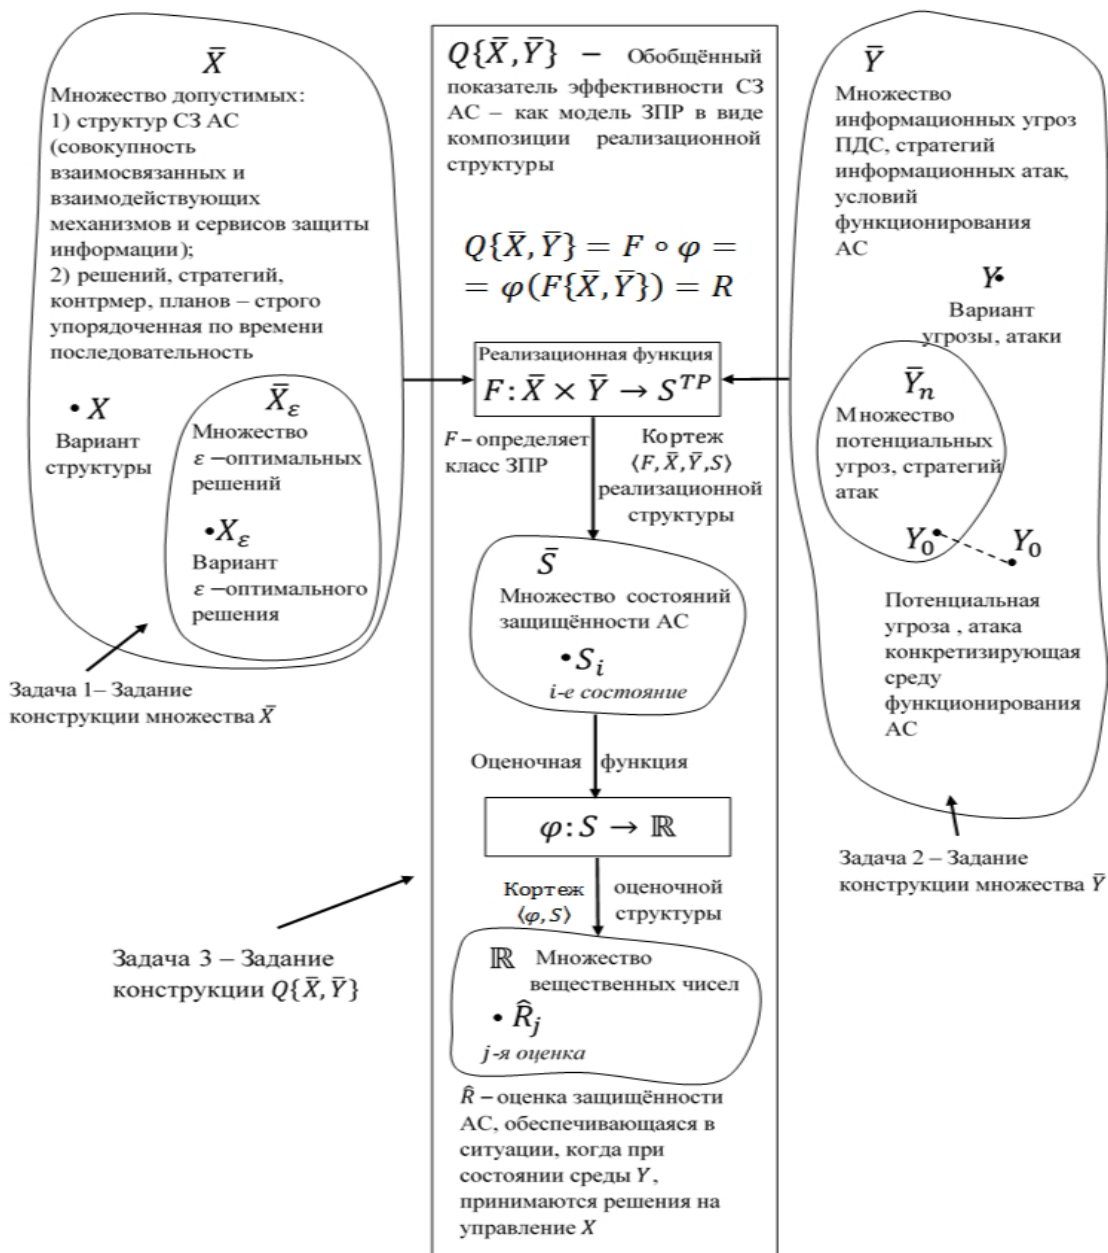 X̄
Множество допустимых:
1) структур СЗ АС
(совокупность
взаимосвязанных и
взаимодействующих
механизмов и сервисов защиты
информации);
2) решений, стратегий,
контрмер, планов – строго
упорядоченная по времени
последовательность
• X
Вариант
структуры
X̄ε
Множество
ε –оптимальных
решений
•Xε
Вариант
ε –оптимального
решения
Задача 1– Задание
конструкции множества X̄
Q{X̄,Ȳ} – Обобщённый
показатель эффективности СЗ
АС – как модель ЗПР в виде
композиции реализационной
структуры
Q{X̄,Ȳ} = F ∘ φ =
= φ(F{X̄,Ȳ}) = R
Реализационная функция
F: X̄ × Ȳ → S^TP
F – определяет
класс ЗПР
Кортеж
⟨F, X̄, Ȳ, S⟩
реализационной
структуры
S̄
Множество состояний
защищённости АС
• Si
i-е состояние
Оценочная функция
φ: S → ℝ
Кортеж
⟨φ, S⟩
оценочной
структуры
ℝ Множество
вещественных чисел
• R̂j
j-я оценка
R̂ – оценка защищённости
АС, обеспечивающаяся в
ситуации, когда при
состоянии среды Y,
принимаются решения на
управление X
Задача 3 – Задание
конструкции Q{X̄,Ȳ}
Ȳ
Множество
информационных угроз
ПДС, стратегий
информационных атак,
условий
функционирования
АС
Y•
Вариант
угрозы, атаки
Ȳn
Множество
потенциальных
угроз, стратегий
атак
Y0
Y0
Потенциальная
угроза , атака
конкретизирующая
среду
функционирования
АС
Задача 2 – Задание
конструкции множества Ȳ